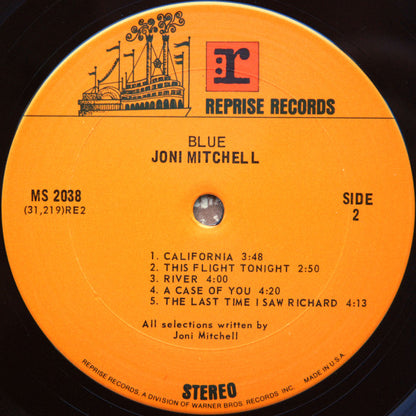 r
REPRISE RECORDS
BLUE
JONI MITCHELL
MS 2038
(31,219)RE2
SIDE
2
1. CALIFORNIA 3:48
2. THIS FLIGHT TONIGHT 2:50
3. RIVER 4:00
4. A CASE OF YOU 4:20
5. THE LAST TIME I SAW RICHARD 4:13
All selections written by
Joni Mitchell
STEREO
REPRISE RECORDS, A DIVISION OF WARNER BROS. RECORDS INC. MADE IN U.S.A.